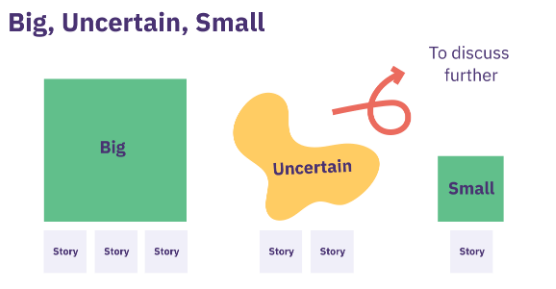 Big, Uncertain, Small
To discuss
further
Big
Uncertain
Small
Story
Story
Story
Story
Story
Story